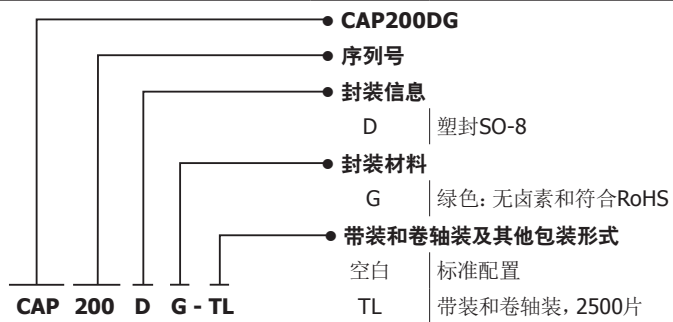 CAP200DG
序列号
封装信息
D 塑封SO-8
封装材料
G 绿色: 无卤素和符合RoHS
带装和卷轴装及其他包装形式
空白 标准配置
TL 带装和卷轴装, 2500片
CAP 200 D G - TL